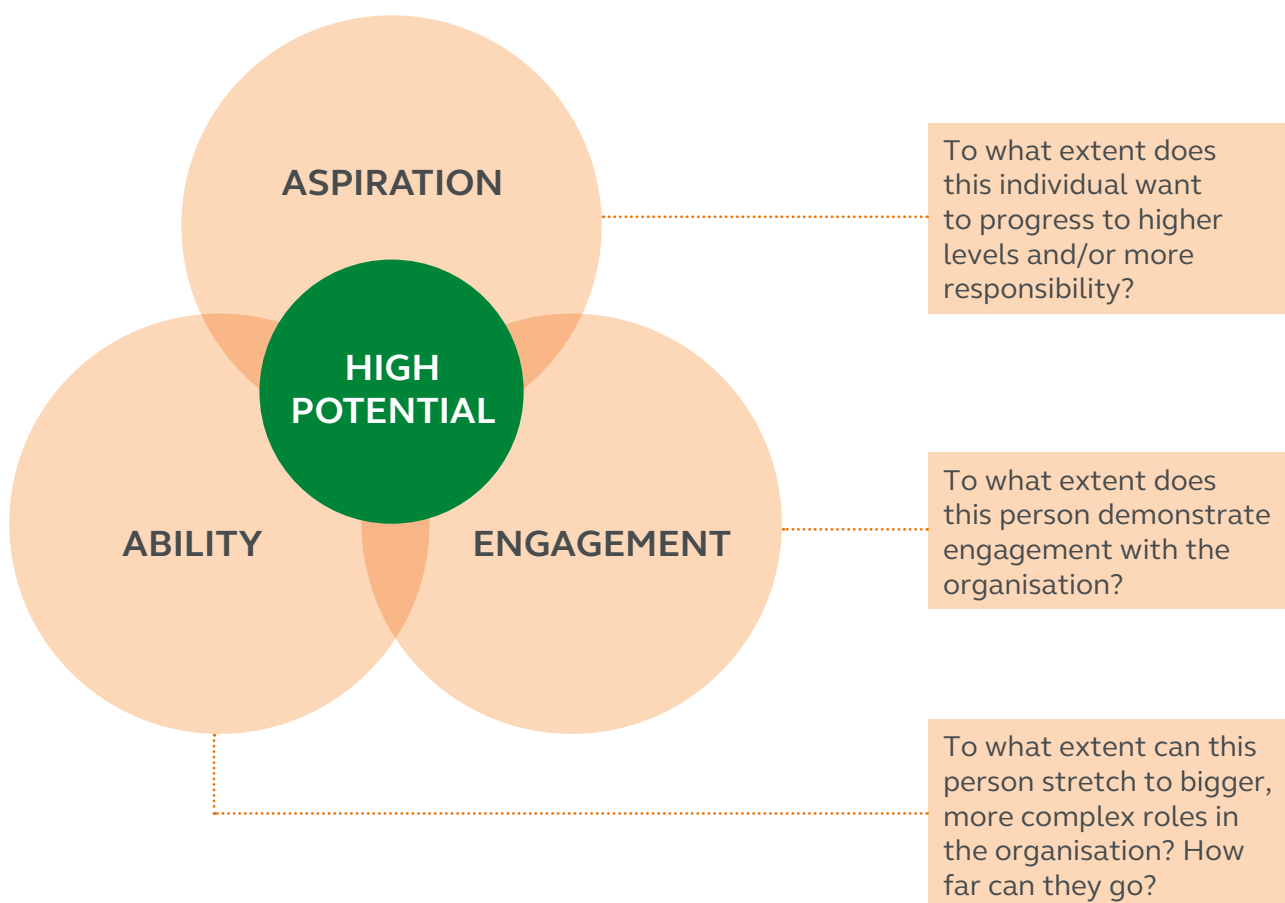 ASPIRATION
To what extent does
this individual want
to progress to higher
levels and/or more
responsibility?
HIGH
POTENTIAL
ABILITY
ENGAGEMENT
To what extent does
this person demonstrate
engagement with the
organisation?
To what extent can this
person stretch to bigger,
more complex roles in
the organisation? How
far can they go?